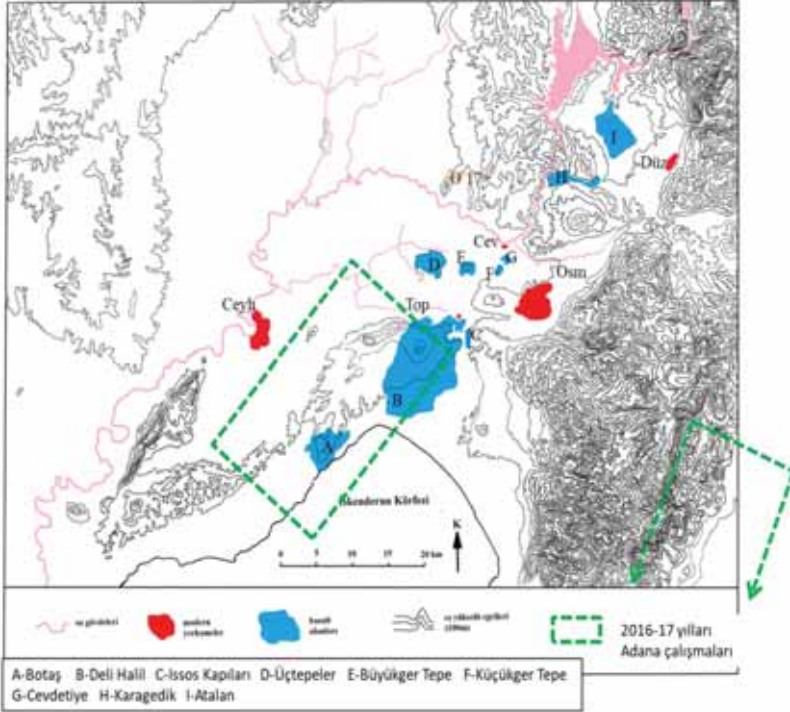 I
Düz
H
Cev
D
E
G
F
Osm
Ceyh
Top
C
B
A
İskenderun Körfezi
K
0 5 10 15 20 km
su gövdeleri
modern
yerleşmeler
bazalt
alanları
eş yükselti eğrileri
(100m)
2016-17 yılları
Adana çalışmaları
A-Botaş B-Deli Halil C-Issos Kapıları D-Üçtepeler E-Büyükger Tepe F-Küçükger Tepe
G-Cevdetiye H-Karagedik I-Atalan